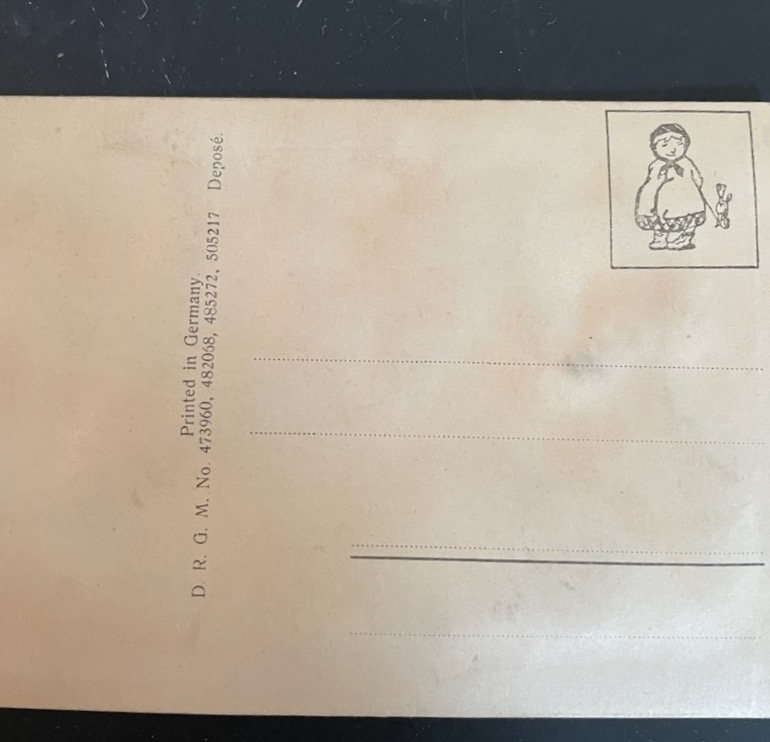 Printed in Germany.
D. R. G. M. No. 473960, 482068, 485272, 505217 Deposé.